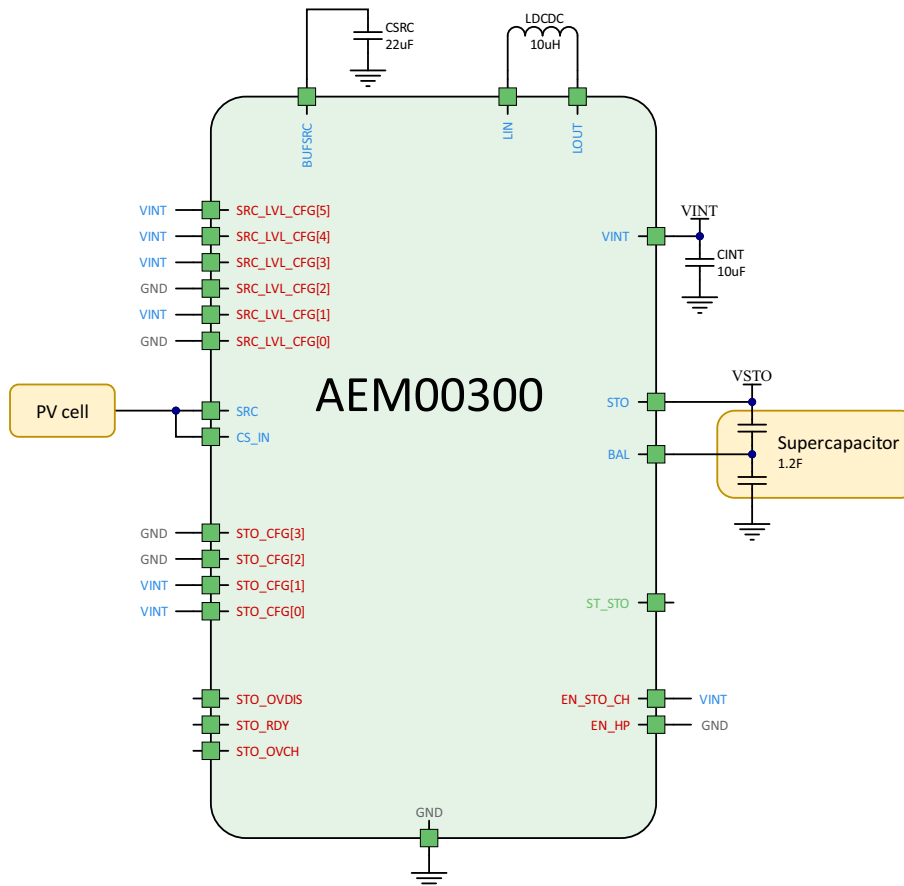 CSRC
22uF
LDCDC
10uH
BUFSRC
LIN
LOUT
VINT SRC_LVL_CFG[5]
VINT SRC_LVL_CFG[4]
VINT SRC_LVL_CFG[3]
GND SRC_LVL_CFG[2]
VINT SRC_LVL_CFG[1]
GND SRC_LVL_CFG[0]
VINT
VINT
CINT
10uF
AEM00300
PV cell
SRC
CS_IN
STO
BAL
VSTO
Supercapacitor
1.2F
GND STO_CFG[3]
GND STO_CFG[2]
VINT STO_CFG[1]
VINT STO_CFG[0]
ST_STO
STO_OVDIS
STO_RDY
STO_OVCH
EN_STO_CH VINT
EN_HP GND
GND